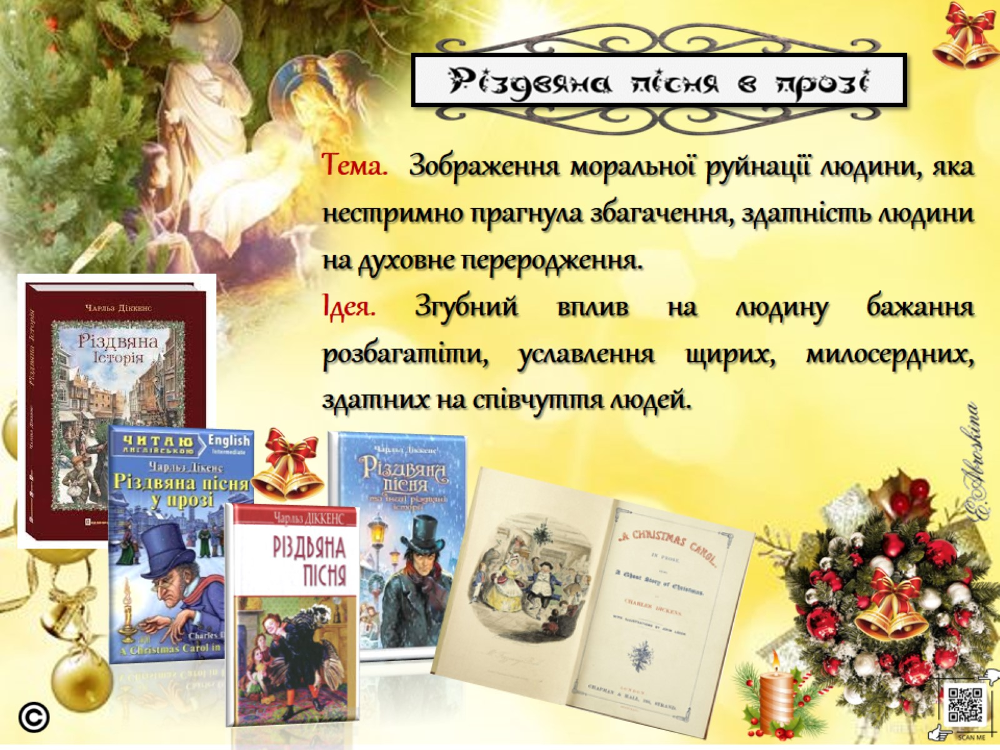 Різдвяна пісня в прозі
Тема. Зображення моральної руйнації людини, яка
нестримно прагнула збагачення, здатність людини
на духовне переродження.
Ідея. Згубний вплив на людину бажання
розбагатіти, уславлення щирих, милосердних,
здатних на співчуття людей.
Чарльз Діккенс
Різдвяна
Історія
Різдвяна Історія
ЧИТАЮ
АНГЛІЙСЬКОЮ
English
Intermediate
Чарльз Дікенс
Різдвяна пісня
у прозі
Charles
A Christmas Carol in
Чарльз ДІККЕНС
РІЗДВЯНА
ПІСНЯ
Чарльз Діккенс
Різдвяна
пісня
та інші різдвяні
історії
A CHRISTMAS CAROL.
IN PROSE.
BEING
A Ghost Story of Christmas.
BY
CHARLES DICKENS.
WITH ILLUSTRATIONS BY JOHN LEECH.
LONDON
CHAPMAN & HALL, 186, STRAND.
E.Abroskina
©
SCAN ME